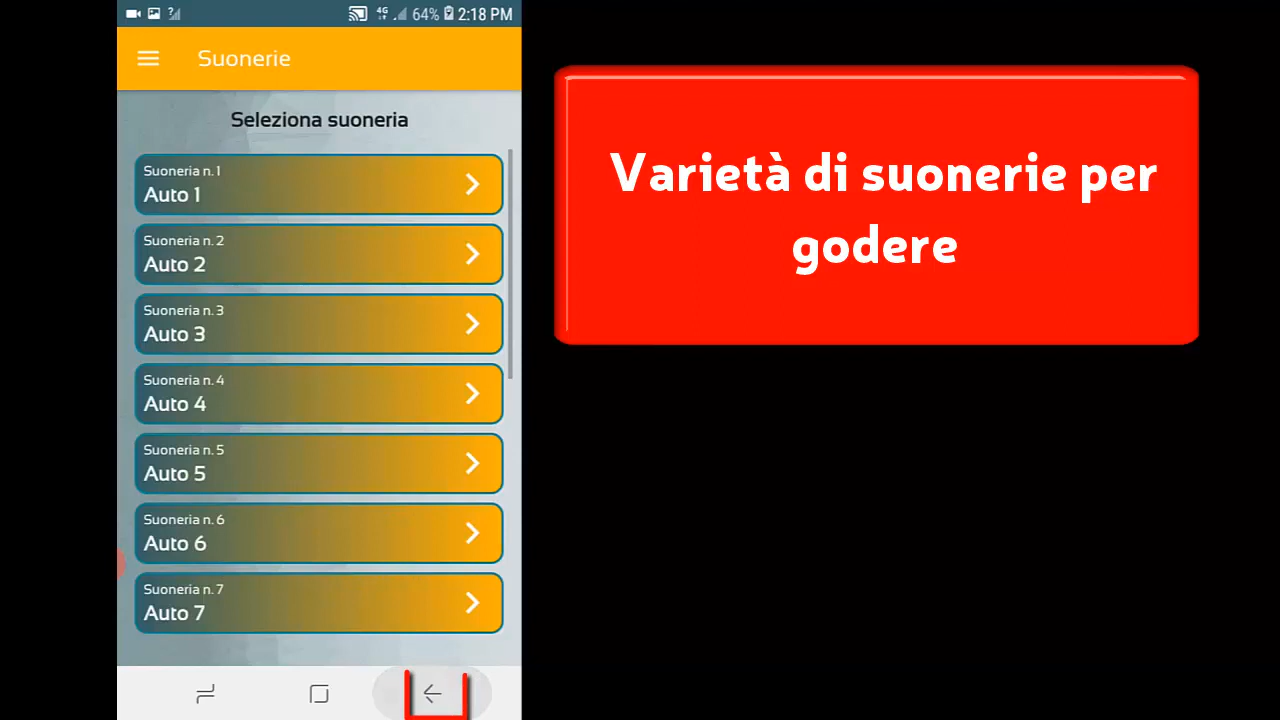 4G 64% 2:18 PM
Suonerie
Seleziona suoneria
Suoneria n. 1
Auto 1
Suoneria n. 2
Auto 2
Suoneria n. 3
Auto 3
Suoneria n. 4
Auto 4
Suoneria n. 5
Auto 5
Suoneria n. 6
Auto 6
Suoneria n. 7
Auto 7
Varietà di suonerie per
godere